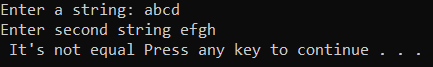 Enter a string: abcd
Enter second string efgh
 It's not equal Press any key to continue . . .